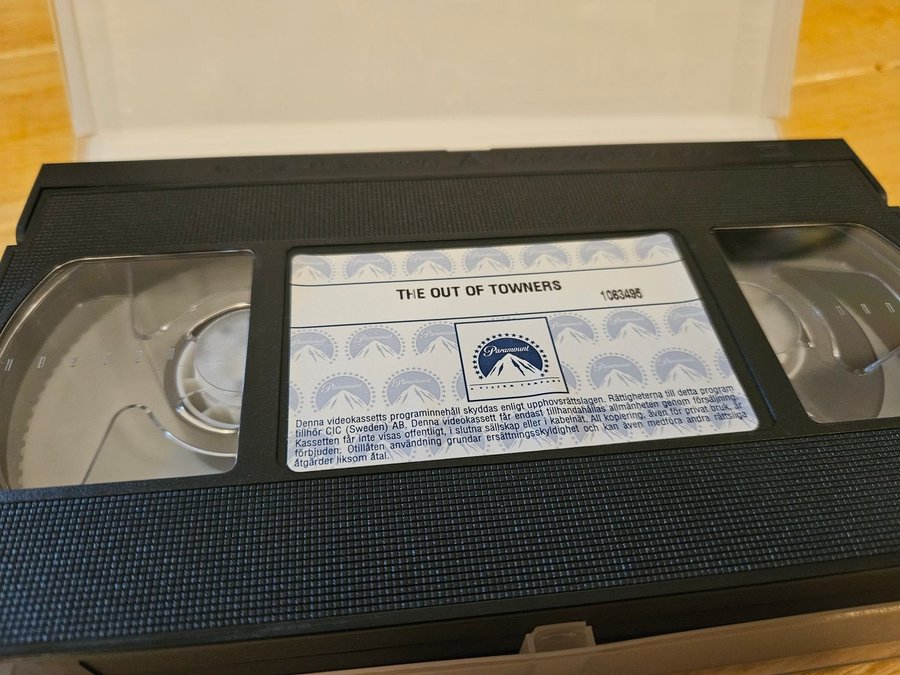 THE OUT OF TOWNERS
1063495
Paramount
Denna videokassetts programinnehåll skyddas enligt upphovsrättslagen. Rättigheterna till detta program
tillhör CIC (Sweden) AB. Denna videokassett får endast tillhandahållas allmänheten genom försäljning.
Kassetten får inte visas offentligt, i slutna sällskap eller i kabelnät. All kopiering, även för privat bruk, är
förbjuden. Otillåten användning grundar ersättningsskyldighet och kan även medföra andra rättsliga
åtgärder liksom åtal.